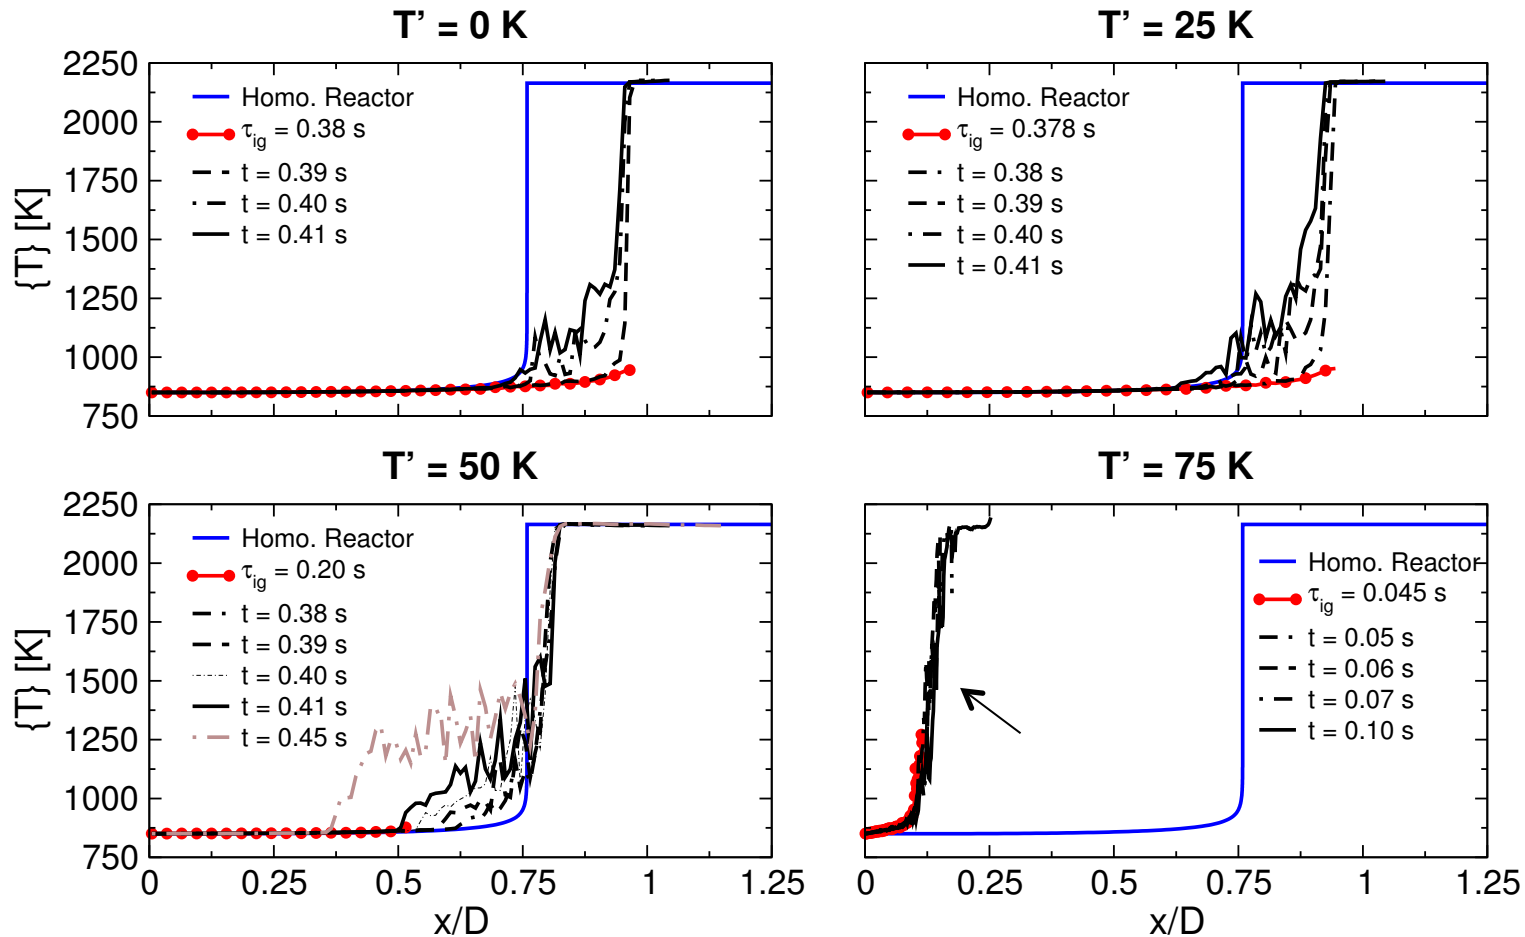 T’ = 0 K
T’ = 25 K
2250
2000
1750
1500
1250
1000
750
{T} [K]
Homo. Reactor
τig = 0.38 s
t = 0.39 s
t = 0.40 s
t = 0.41 s
Homo. Reactor
τig = 0.378 s
t = 0.38 s
t = 0.39 s
t = 0.40 s
t = 0.41 s
T’ = 50 K
T’ = 75 K
2250
2000
1750
1500
1250
1000
750
{T} [K]
Homo. Reactor
τig = 0.20 s
t = 0.38 s
t = 0.39 s
t = 0.40 s
t = 0.41 s
t = 0.45 s
Homo. Reactor
τig = 0.045 s
t = 0.05 s
t = 0.06 s
t = 0.07 s
t = 0.10 s
0 0.25 0.5 0.75 1 1.25
0 0.25 0.5 0.75 1 1.25
x/D
x/D